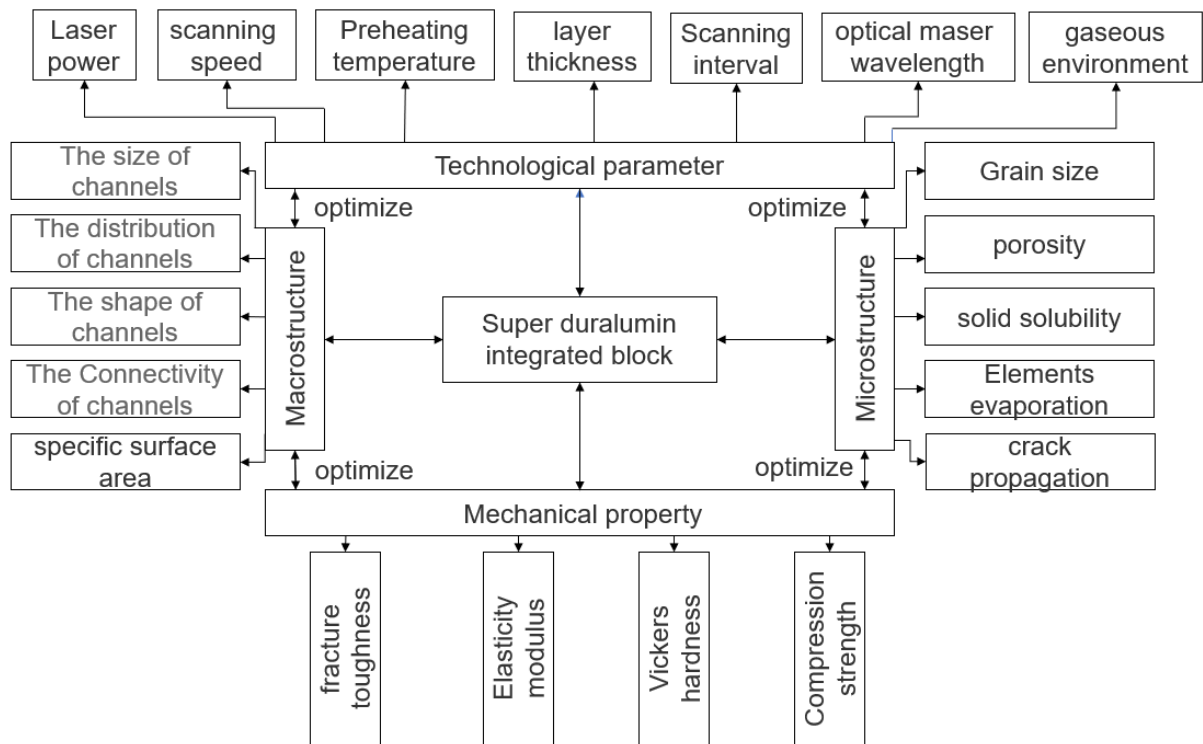 Laser
power
scanning
speed
Preheating
temperature
layer
thickness
Scanning
interval
optical maser
wavelength
gaseous
environment
Technological parameter
The size of
channels
The distribution
of channels
The shape of
channels
The Connectivity
of channels
specific surface
area
optimize
optimize
Macrostructure
Super duralumin
integrated block
Microstructure
Grain size
porosity
solid solubility
Elements
evaporation
crack
propagation
optimize
optimize
Mechanical property
fracture
toughness
Elasticity
modulus
Vickers
hardness
Compression
strength